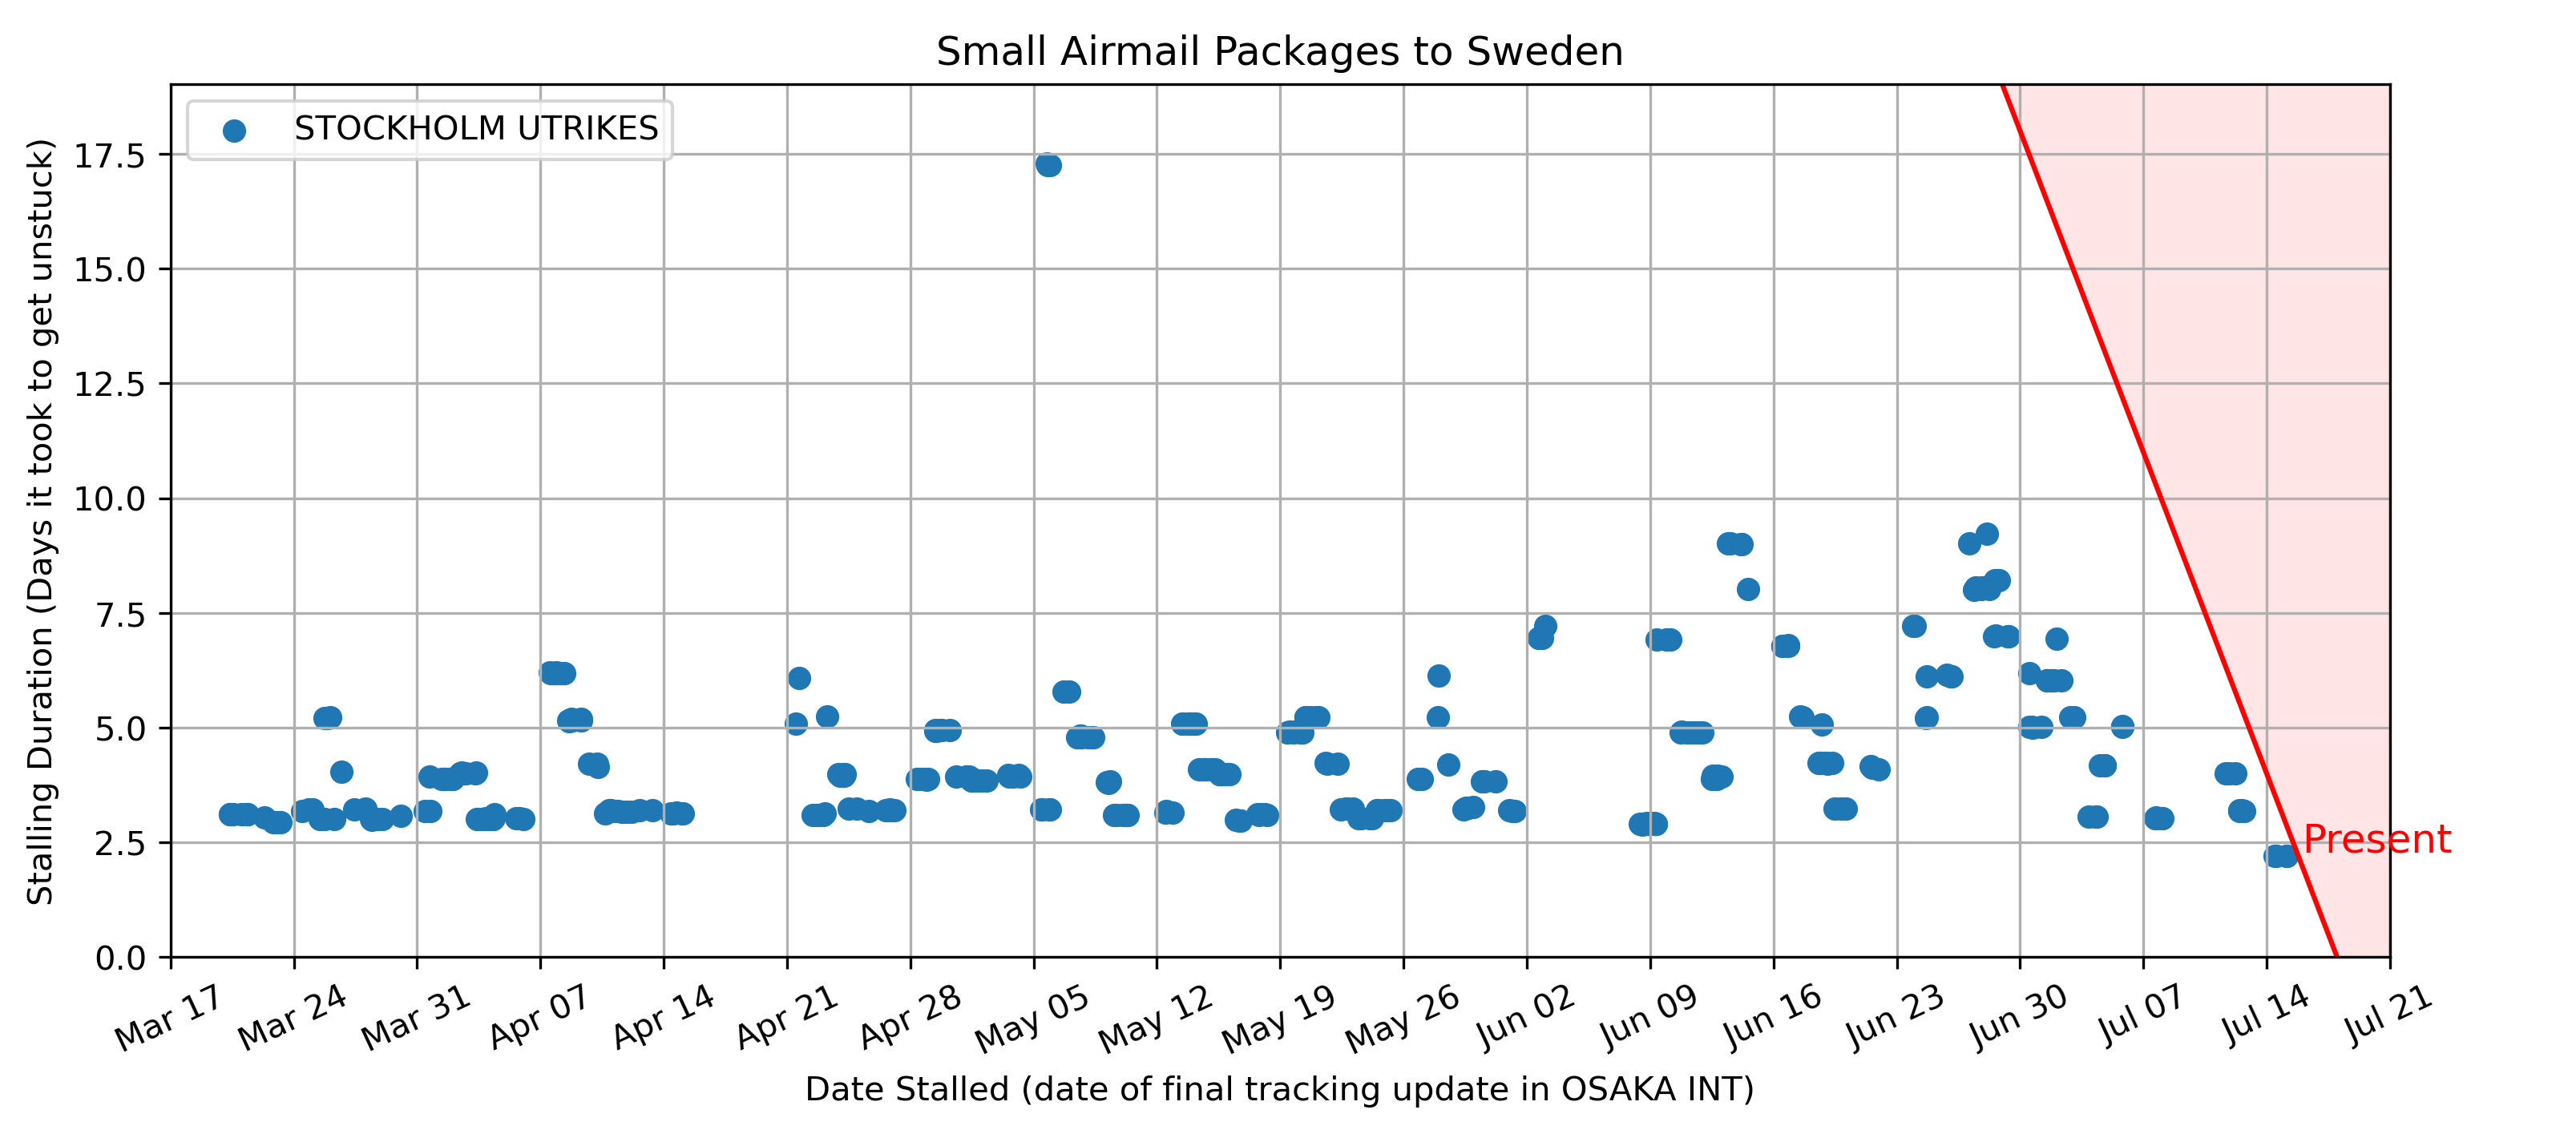 Small Airmail Packages to Sweden
STOCKHOLM UTRIKES
Stalling Duration (Days it took to get unstuck)
17.5
15.0
12.5
10.0
7.5
5.0
2.5
0.0
Present
Mar 17
Mar 24
Mar 31
Apr 07
Apr 14
Apr 21
Apr 28
May 05
May 12
May 19
May 26
Jun 02
Jun 09
Jun 16
Jun 23
Jun 30
Jul 07
Jul 14
Jul 21
Date Stalled (date of final tracking update in OSAKA INT)